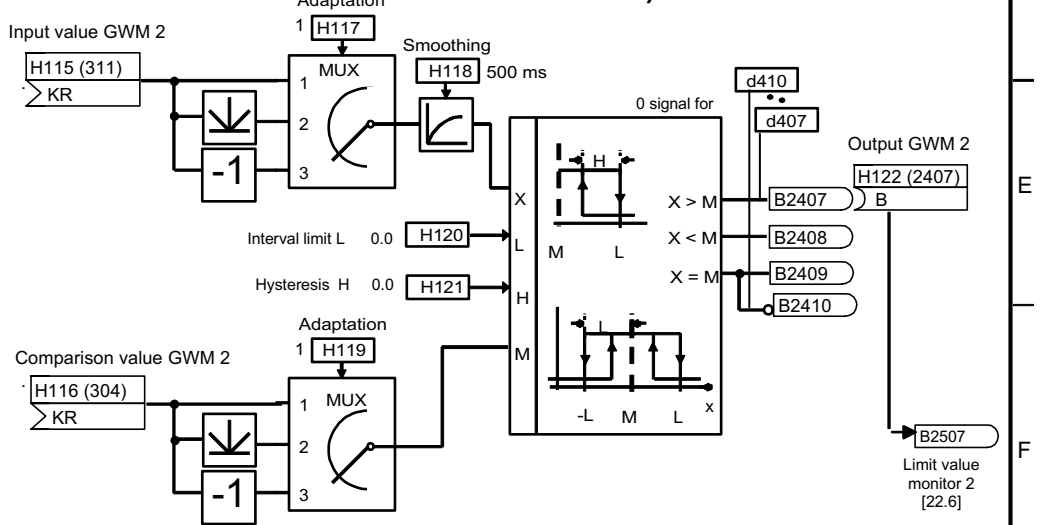 Adaptation
Input value GWM 2
1 H117
Smoothing
H115 (311)
KR
MUX
1
2
3
-1
H118 500 ms
0 signal for
d410
d407
Output GWM 2
H122 (2407)
B
E
X
L
H
M
H
M L
X > M
X < M
X = M
B2407
B2408
B2409
B2410
Interval limit L 0.0 H120
Hysteresis H 0.0 H121
L
-L M L x
Adaptation
1 H119
Comparison value GWM 2
H116 (304)
KR
MUX
1
2
3
-1
B2507
Limit value
monitor 2
[22.6]
F